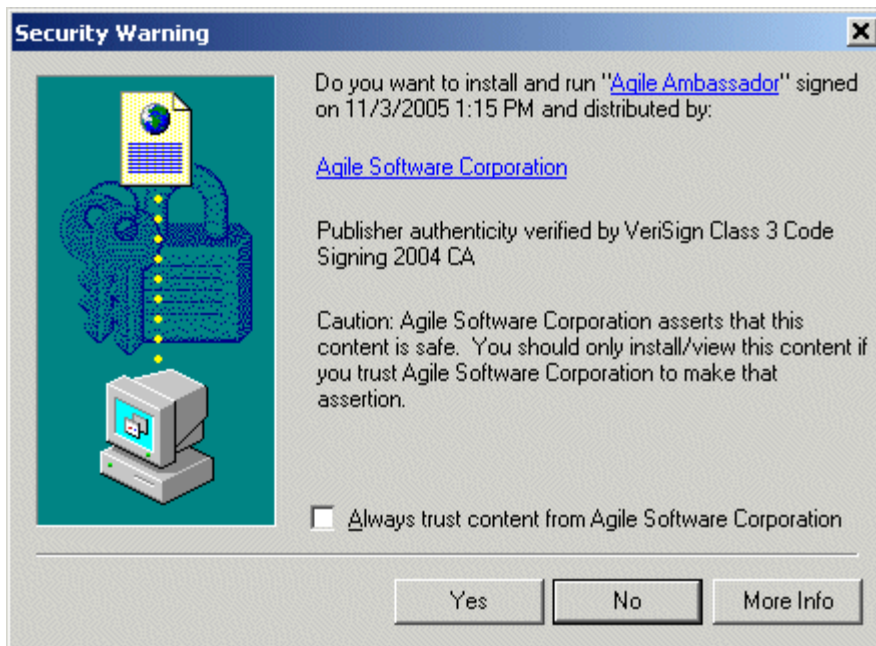 Security Warning
Do you want to install and run "Agile Ambassador" signed
on 11/3/2005 1:15 PM and distributed by:
Agile Software Corporation
Publisher authenticity verified by VeriSign Class 3 Code
Signing 2004 CA
Caution: Agile Software Corporation asserts that this
content is safe.  You should only install/view this content if
you trust Agile Software Corporation to make that
assertion.
Always trust content from Agile Software Corporation
Yes No More Info